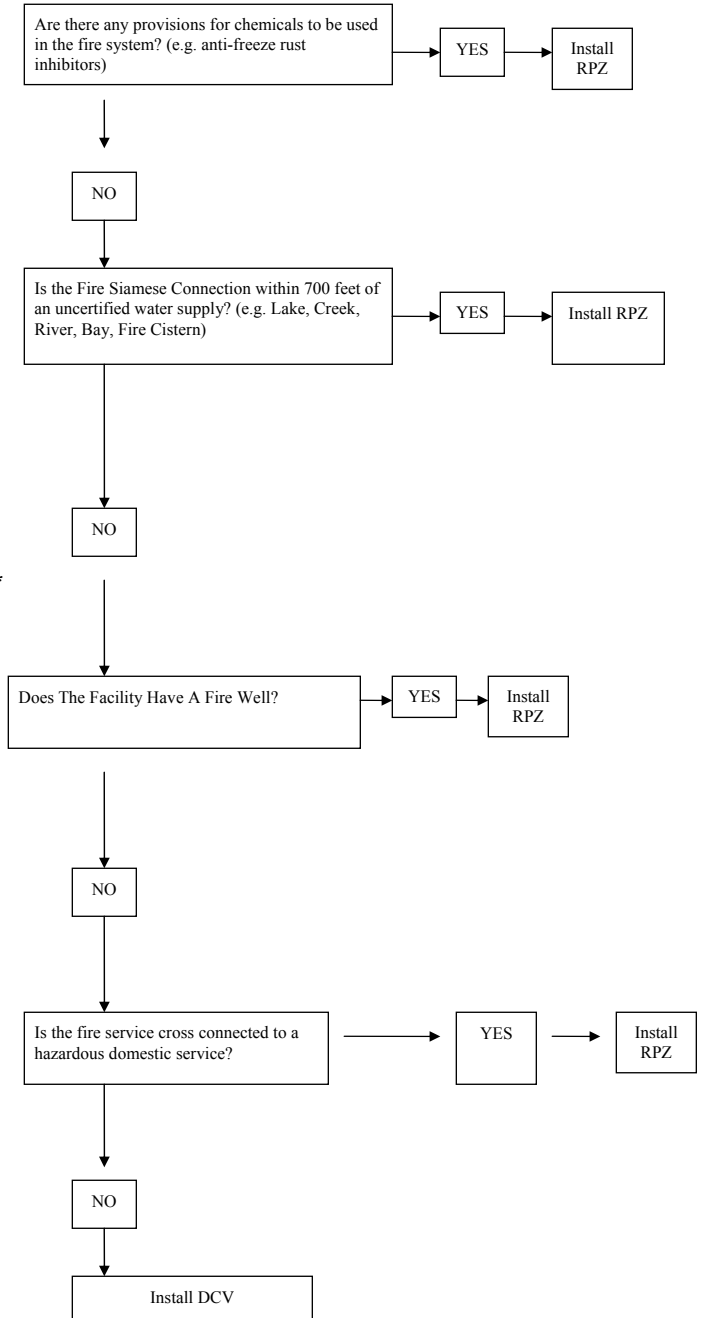 Are there any provisions for chemicals to be used
in the fire system? (e.g. anti-freeze rust
inhibitors)
YES
Install
RPZ
NO
Is the Fire Siamese Connection within 700 feet of
an uncertified water supply? (e.g. Lake, Creek,
River, Bay, Fire Cistern)
YES
Install RPZ
NO
Does The Facility Have A Fire Well?
YES
Install
RPZ
NO
Is the fire service cross connected to a
hazardous domestic service?
YES
Install
RPZ
NO
Install DCV